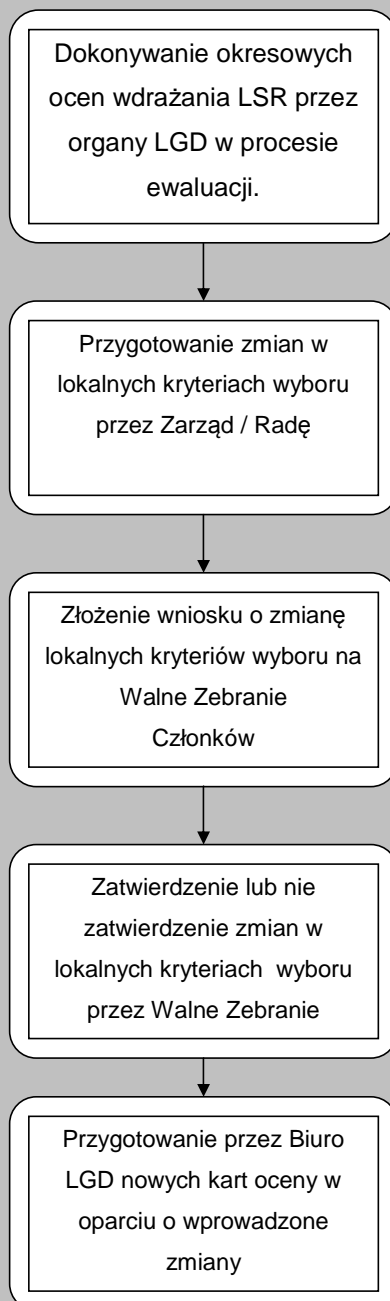 Dokonywanie okresowych
ocen wdrażania LSR przez
organy LGD w procesie
ewaluacji.
Przygotowanie zmian w
lokalnych kryteriach wyboru
przez Zarząd / Radę
Złożenie wniosku o zmianę
lokalnych kryteriów wyboru na
Walne Zebranie
Członków
Zatwierdzenie lub nie
zatwierdzenie zmian w
lokalnych kryteriach  wyboru
przez Walne Zebranie
Przygotowanie przez Biuro
LGD nowych kart oceny w
oparciu o wprowadzone
zmiany